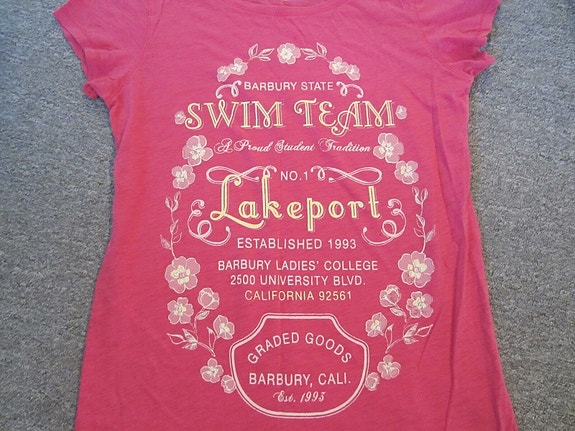 BARBURY STATE
SWIM TEAM
A Proud Student Tradition
NO.1
Lakeport
ESTABLISHED 1993
BARBURY LADIES' COLLEGE
2500 UNIVERSITY BLVD.
CALIFORNIA 92561
GRADED GOODS
BARBURY, CALI.
Est. 1993